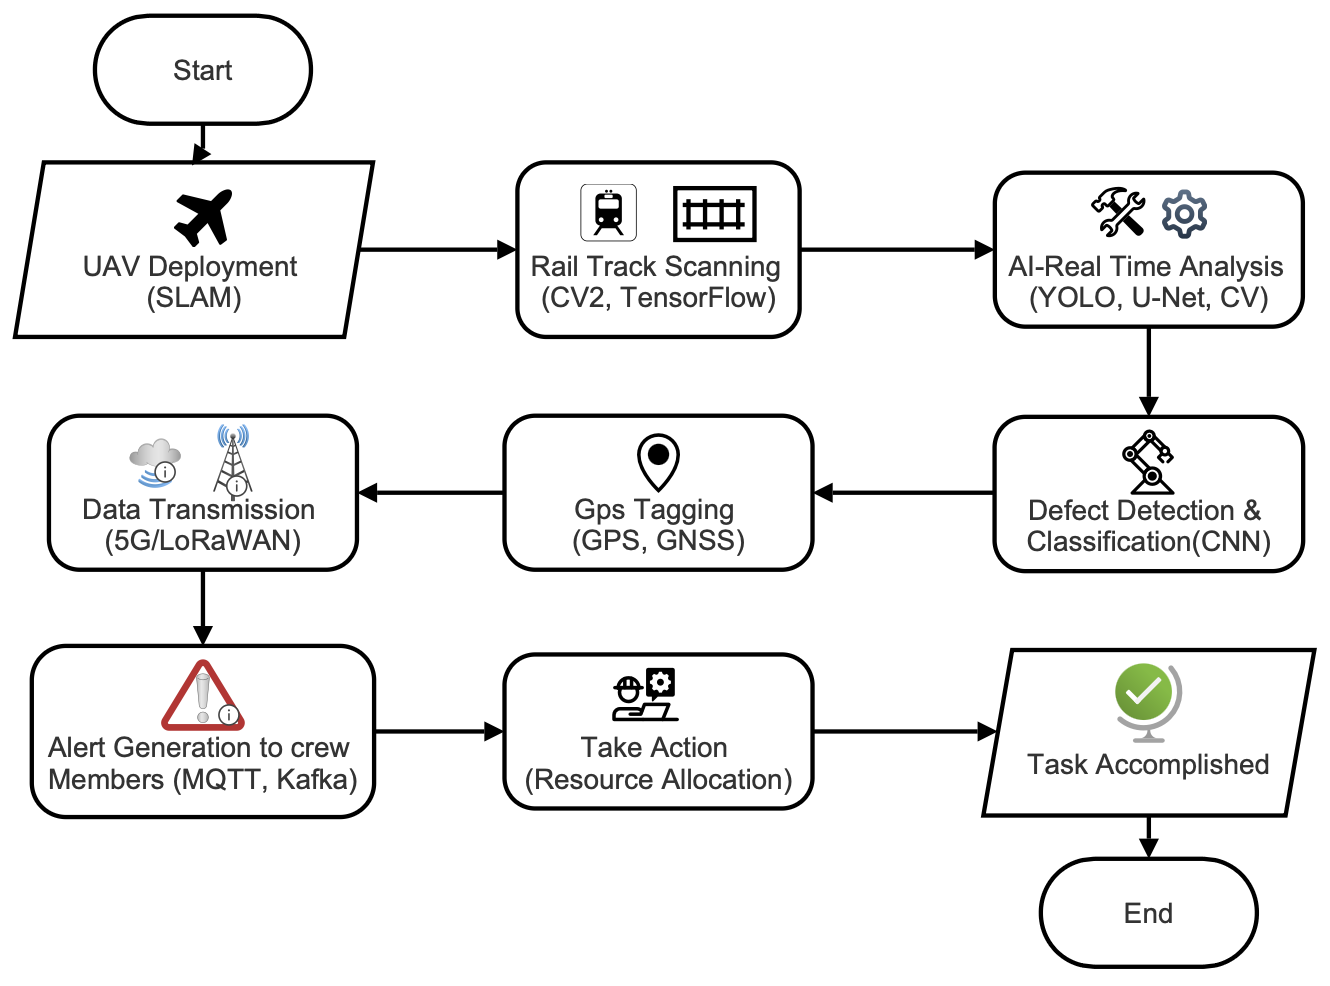 Start
UAV Deployment
(SLAM)
Rail Track Scanning
(CV2, TensorFlow)
AI-Real Time Analysis
(YOLO, U-Net, CV)
Defect Detection &
Classification(CNN)
Gps Tagging
(GPS, GNSS)
Data Transmission
(5G/LoRaWAN)
Alert Generation to crew
Members (MQTT, Kafka)
Take Action
(Resource Allocation)
Task Accomplished
End